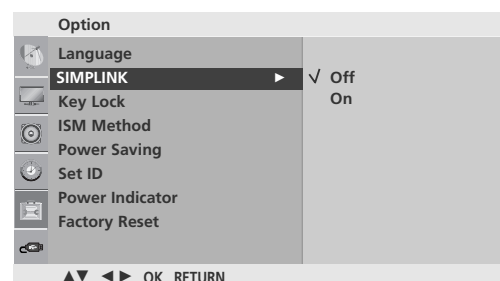 Option
Language
SIMPLINK ► √ Off
Key Lock On
ISM Method
Power Saving
Set ID
Power Indicator
Factory Reset
▲▼ ◄► OK RETURN